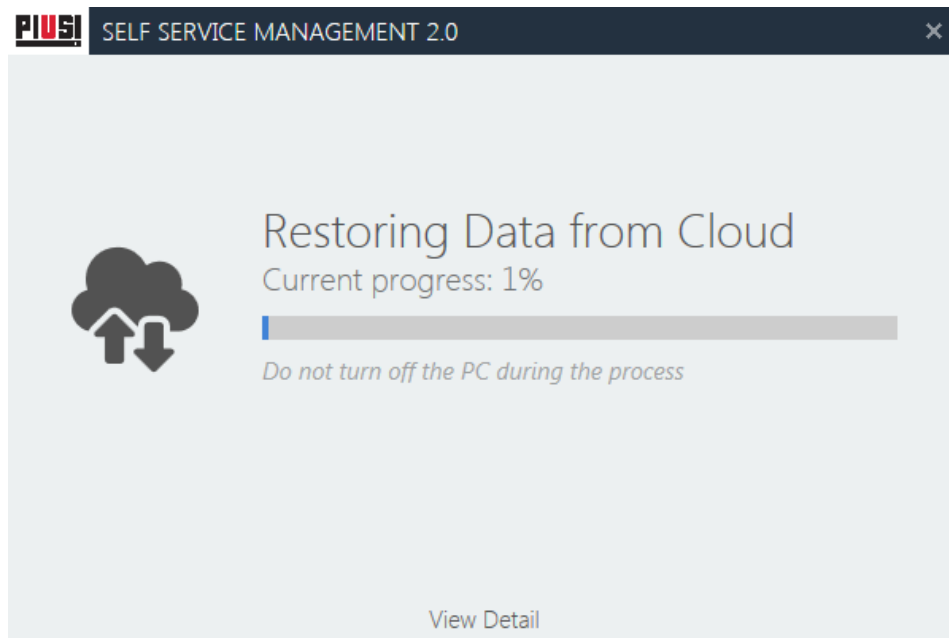 PIUSI SELF SERVICE MANAGEMENT 2.0
Restoring Data from Cloud
Current progress: 1%
Do not turn off the PC during the process
View Detail